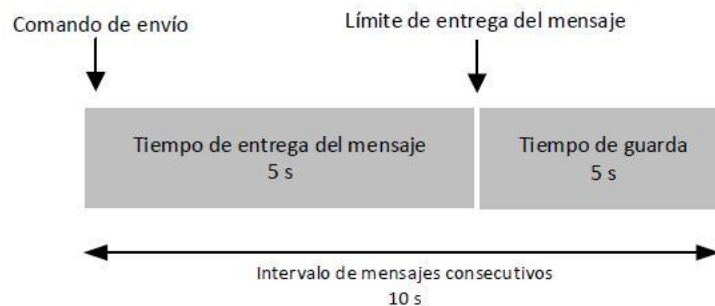 Comando de envío
Límite de entrega del mensaje
Tiempo de entrega del mensaje
5 s
Tiempo de guarda
5 s
Intervalo de mensajes consecutivos
10 s